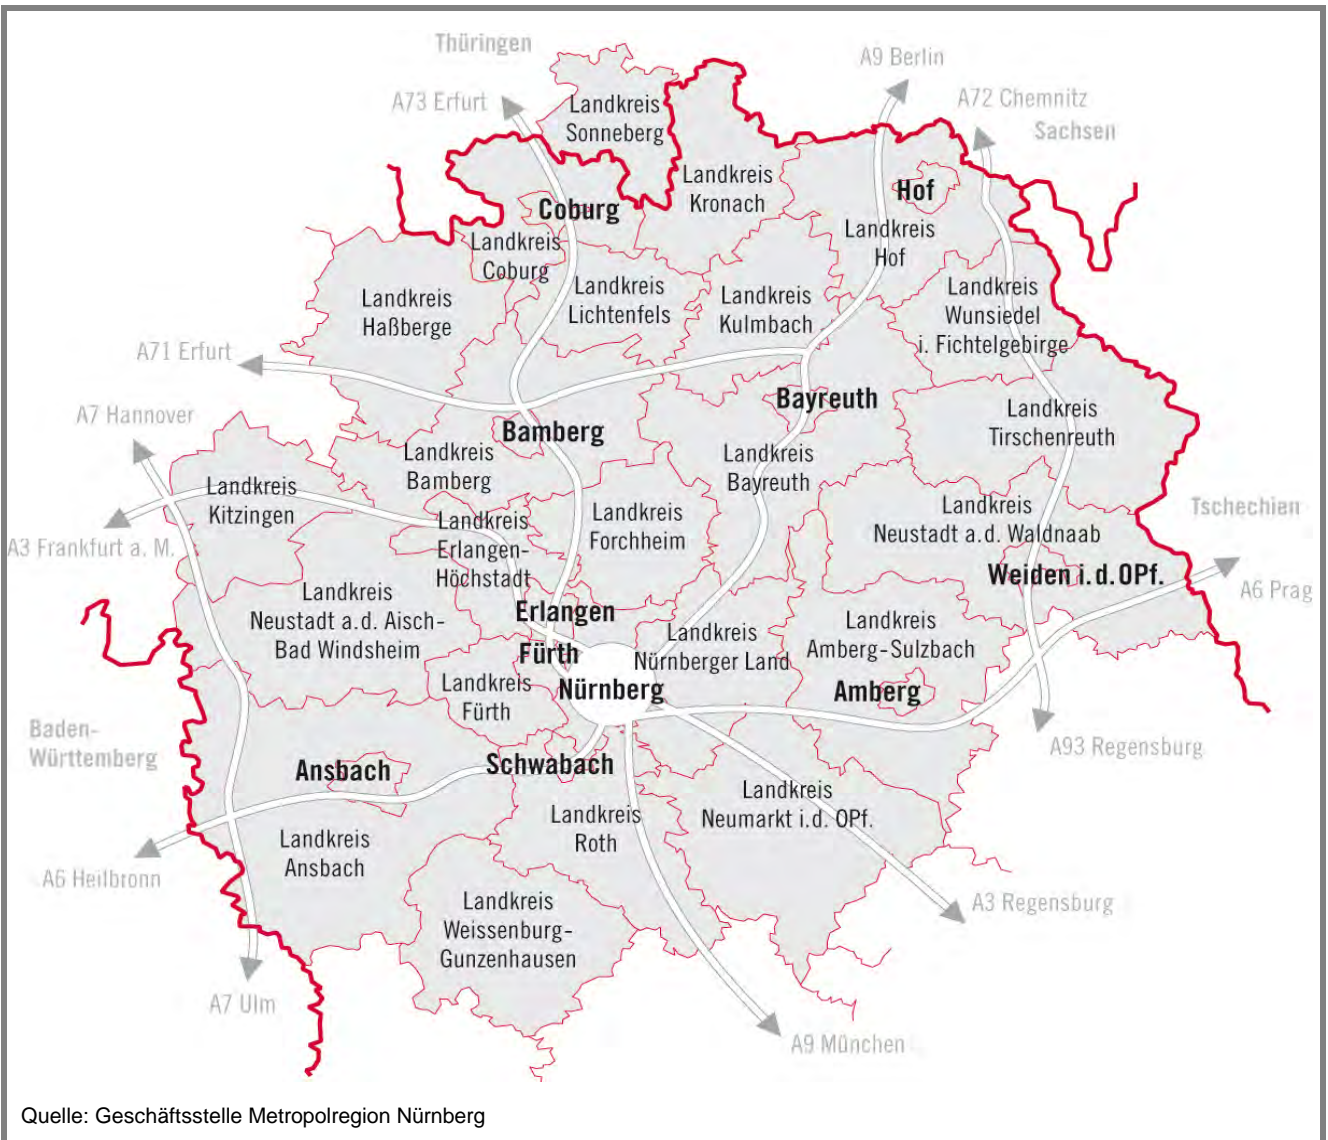 Thüringen
A9 Berlin
A73 Erfurt
A72 Chemnitz
Sachsen
Landkreis
Sonneberg
Landkreis
Kronach
Hof
Coburg
Landkreis
Hof
Landkreis
Coburg
Landkreis
Haßberge
Landkreis
Lichtenfels
Landkreis
Kulmbach
Landkreis
Wunsiedel
i. Fichtelgebirge
A71 Erfurt
A7 Hannover
Bayreuth
Landkreis
Tirschenreuth
Bamberg
Landkreis
Bamberg
Landkreis
Bayreuth
Landkreis
Kitzingen
Landkreis
Erlangen-
Höchstadt
Landkreis
Forchheim
Landkreis
Neustadt a.d. Waldnaab
Tschechien
A3 Frankfurt a. M.
Weiden i.d.OPf.
A6 Prag
Landkreis
Neustadt a.d. Aisch-
Bad Windsheim
Erlangen
Fürth
Landkreis
Nürnberger Land
Landkreis
Amberg-Sulzbach
Landkreis
Fürth
Nürnberg
Amberg
Baden-
Württemberg
A93 Regensburg
Ansbach
Schwabach
Landkreis
Neumarkt i.d. OPf.
Landkreis
Roth
Landkreis
Ansbach
A6 Heilbronn
Landkreis
Weissenburg-
Gunzenhausen
A3 Regensburg
A7 Ulm
A9 München
Quelle: Geschäftsstelle Metropolregion Nürnberg